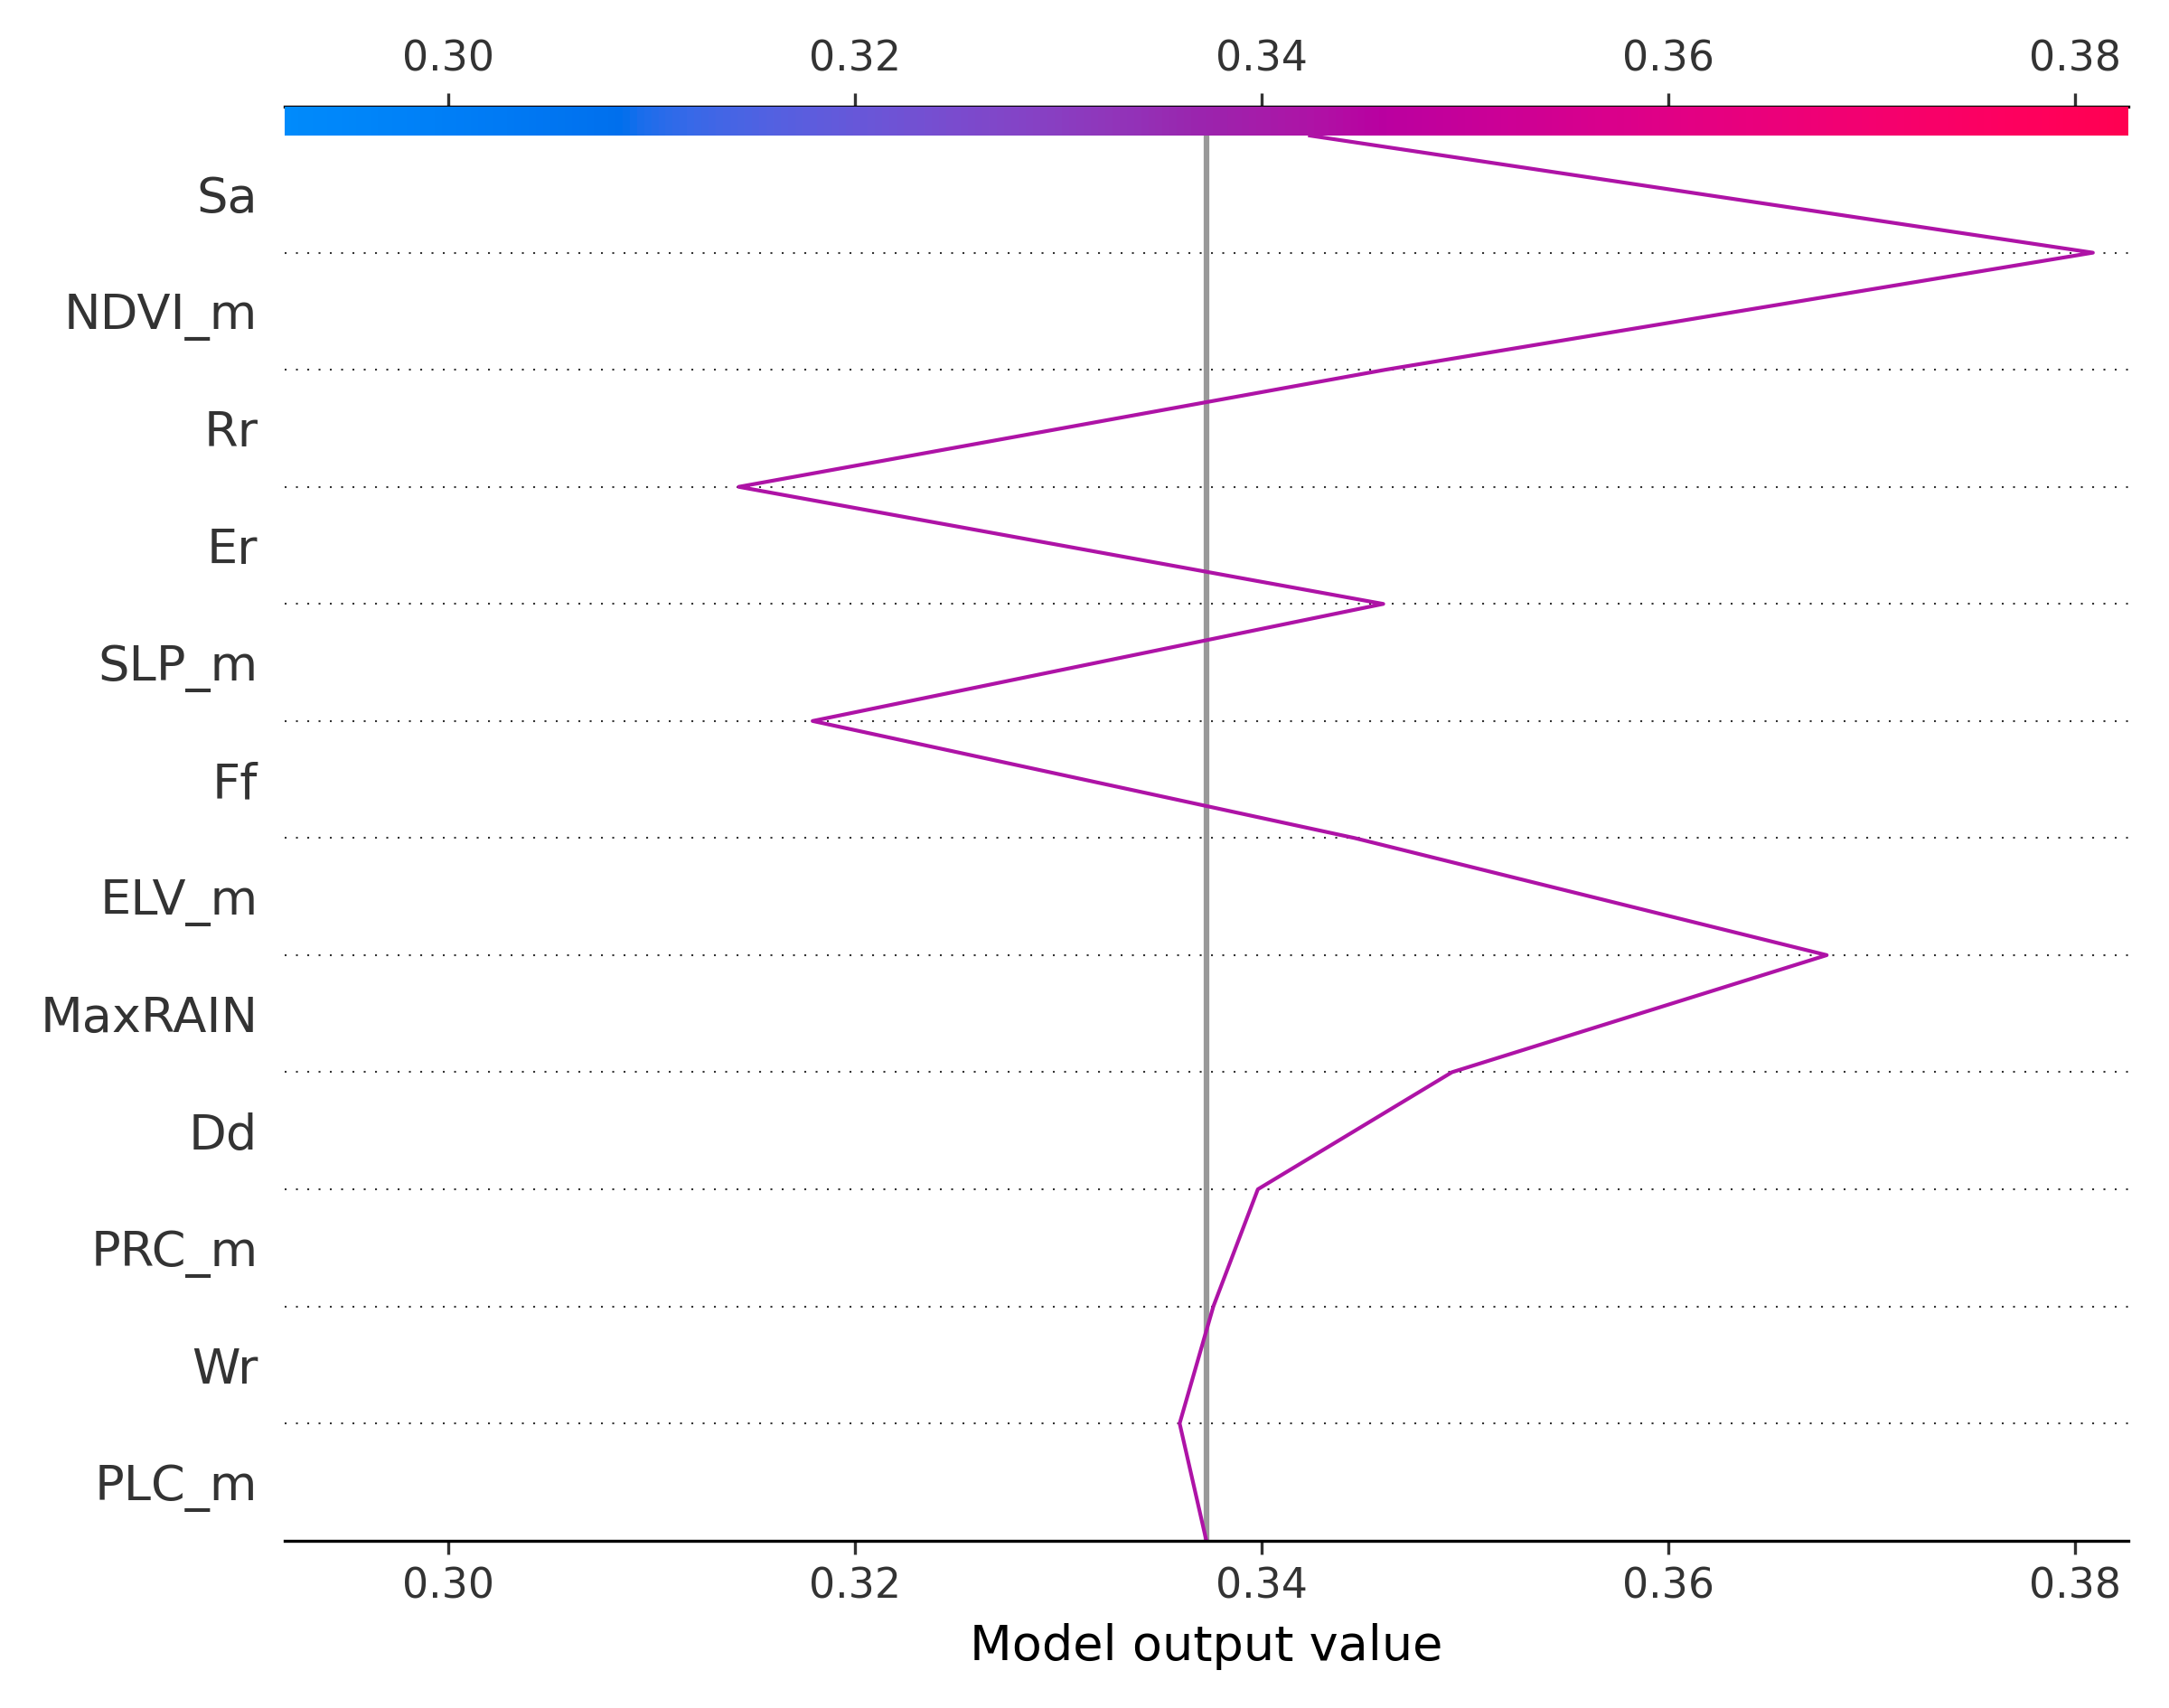 0.30 0.32 0.34 0.36 0.38
Sa
NDVI_m
Rr
Er
SLP_m
Ff
ELV_m
MaxRAIN
Dd
PRC_m
Wr
PLC_m
0.30 0.32 0.34 0.36 0.38
Model output value